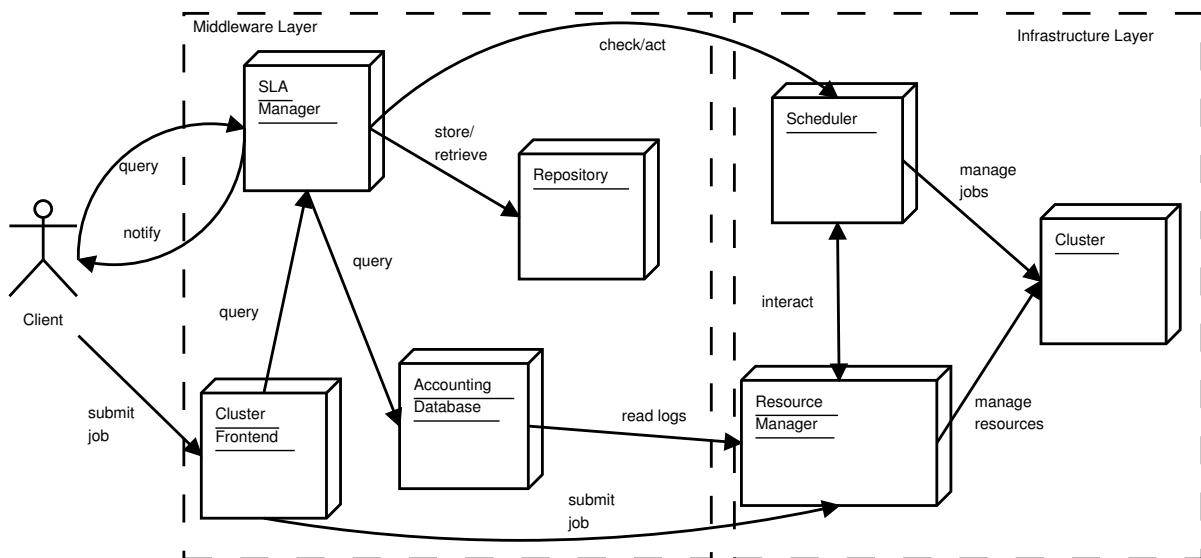 Middleware Layer
Infrastructure Layer
check/act
SLA
Manager
Scheduler
store/
retrieve
query
Repository
manage
jobs
notify
Cluster
query
interact
query
Client
Accounting
Database
Resource
Manager
manage
resources
submit
job
Cluster
Frontend
read logs
submit
job